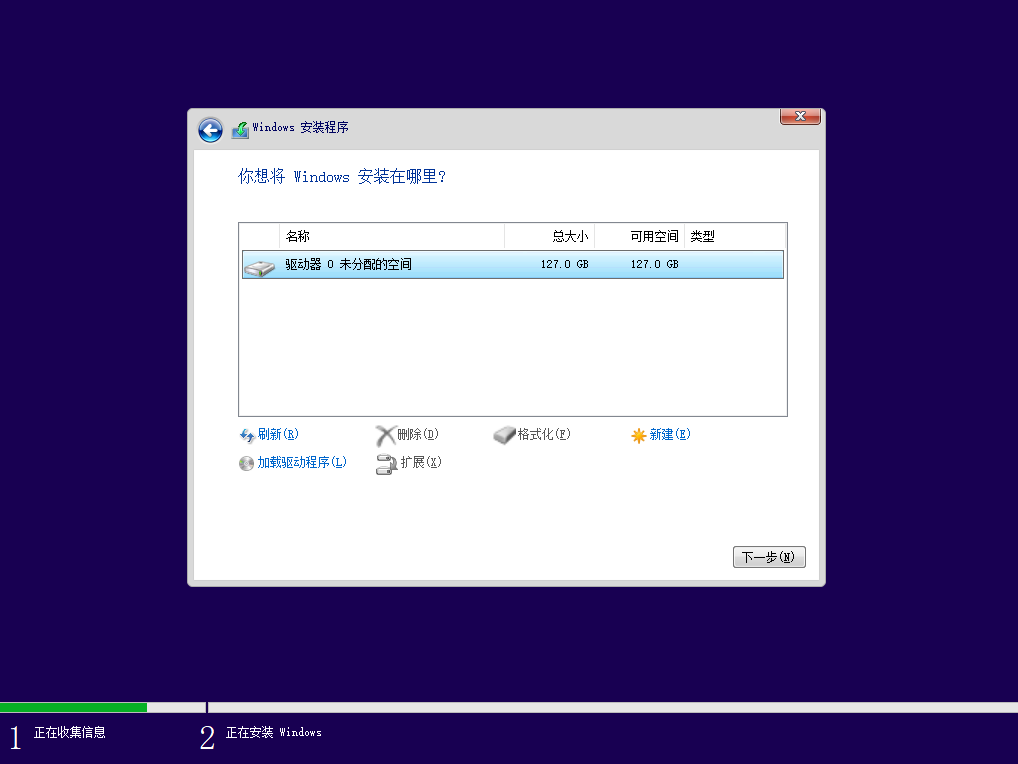 Windows 安装程序
你想将 Windows 安装在哪里?
名称 总大小 可用空间 类型
驱动器 0 未分配的空间 127.0 GB 127.0 GB
刷新(R) 删除(D) 格式化(F) 新建(E)
加载驱动程序(L) 扩展(X)
下一步(N)
1 正在收集信息 2 正在安装 Windows